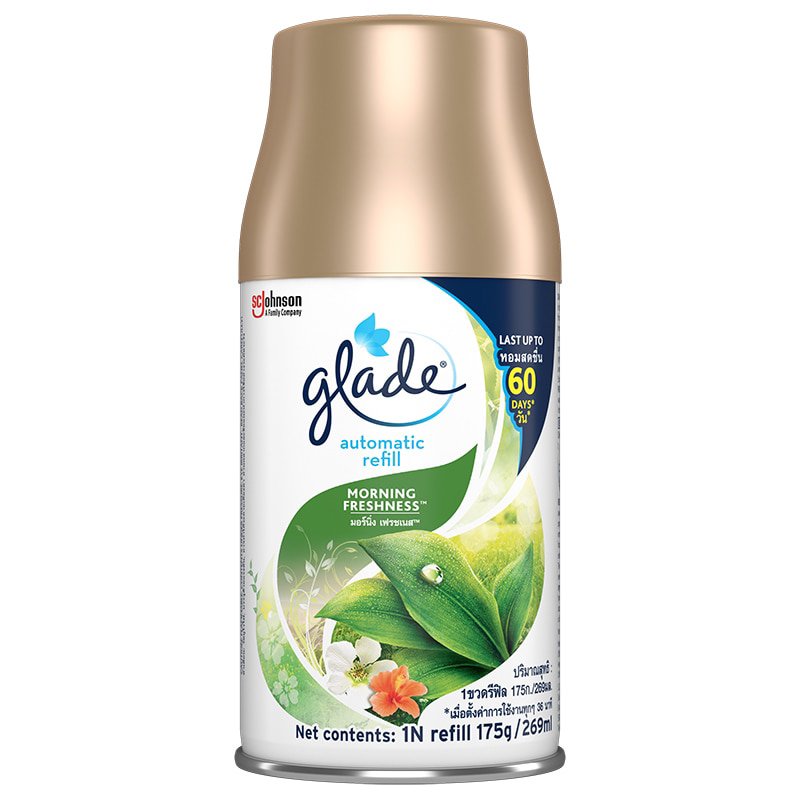 scJohnson
A Family Company
glade®
automatic
refill
LAST UP TO
หอมสดชื่น
60
DAYS*
วัน*
MORNING
FRESHNESS™
มอร์นิ่ง เฟรชเนส™
ปริมาณสุทธิ :
1ขวดรีฟิล 175ก./269มล.
*เมื่อตั้งค่าการใช้งานทุกๆ 36 นาที
Net contents: 1N refill 175g/269ml